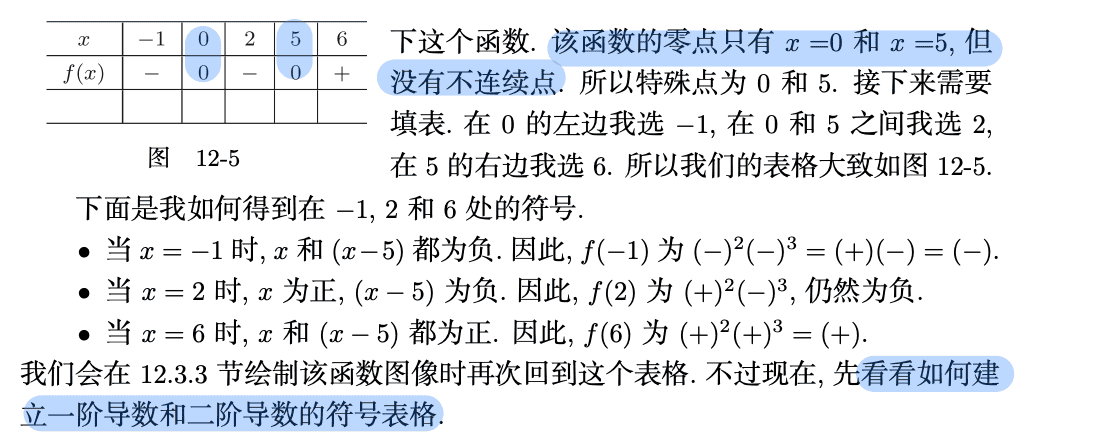 x −1 0 2 5 6
f(x) − 0 − 0 +
图 12-5
下这个函数. 该函数的零点只有 x =0 和 x =5, 但
没有不连续点. 所以特殊点为 0 和 5. 接下来需要
填表. 在 0 的左边我选 −1, 在 0 和 5 之间我选 2,
在 5 的右边我选 6. 所以我们的表格大致如图 12-5.
下面是我如何得到在 −1, 2 和 6 处的符号.
• 当 x = −1 时, x 和 (x−5) 都为负. 因此, f(−1) 为 (−)²(−)³ = (+)(−) = (−).
• 当 x = 2 时, x 为正, (x − 5) 为负. 因此, f(2) 为 (+)²(−)³, 仍然为负.
• 当 x = 6 时, x 和 (x − 5) 都为正. 因此, f(6) 为 (+)²(+)³ = (+).
我们会在 12.3.3 节绘制该函数图像时再次回到这个表格. 不过现在, 先看看如何建
立一阶导数和二阶导数的符号表格.